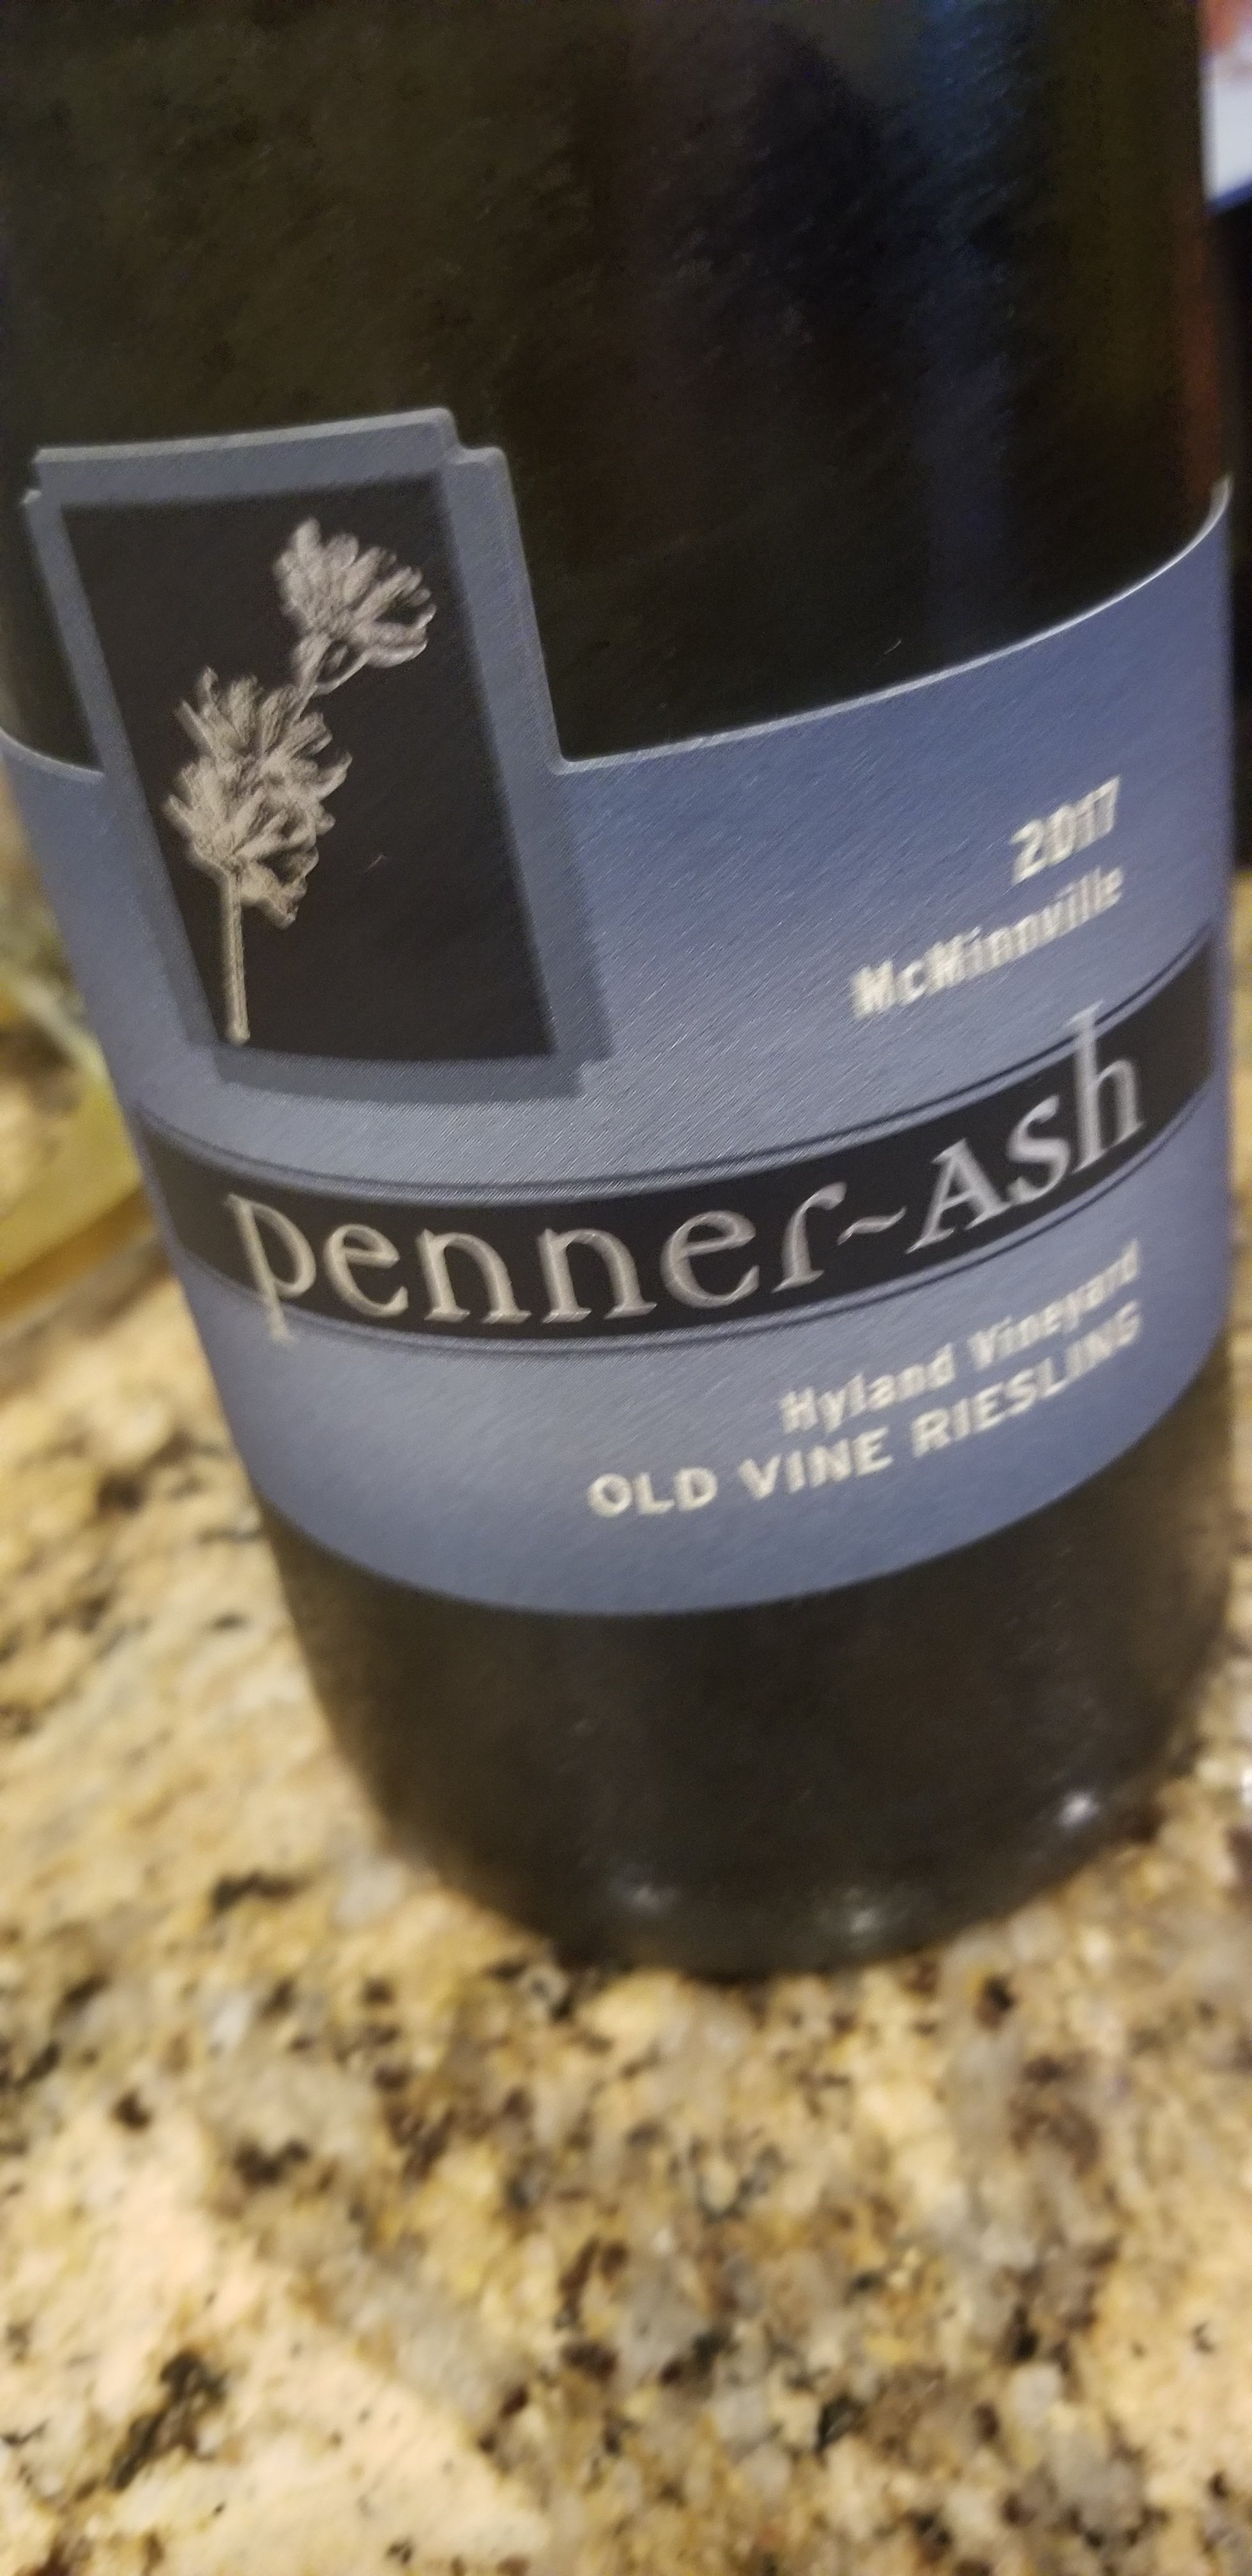 2017
McMinnville
penner-Ash
Hyland Vineyard
OLD VINE RIESLING